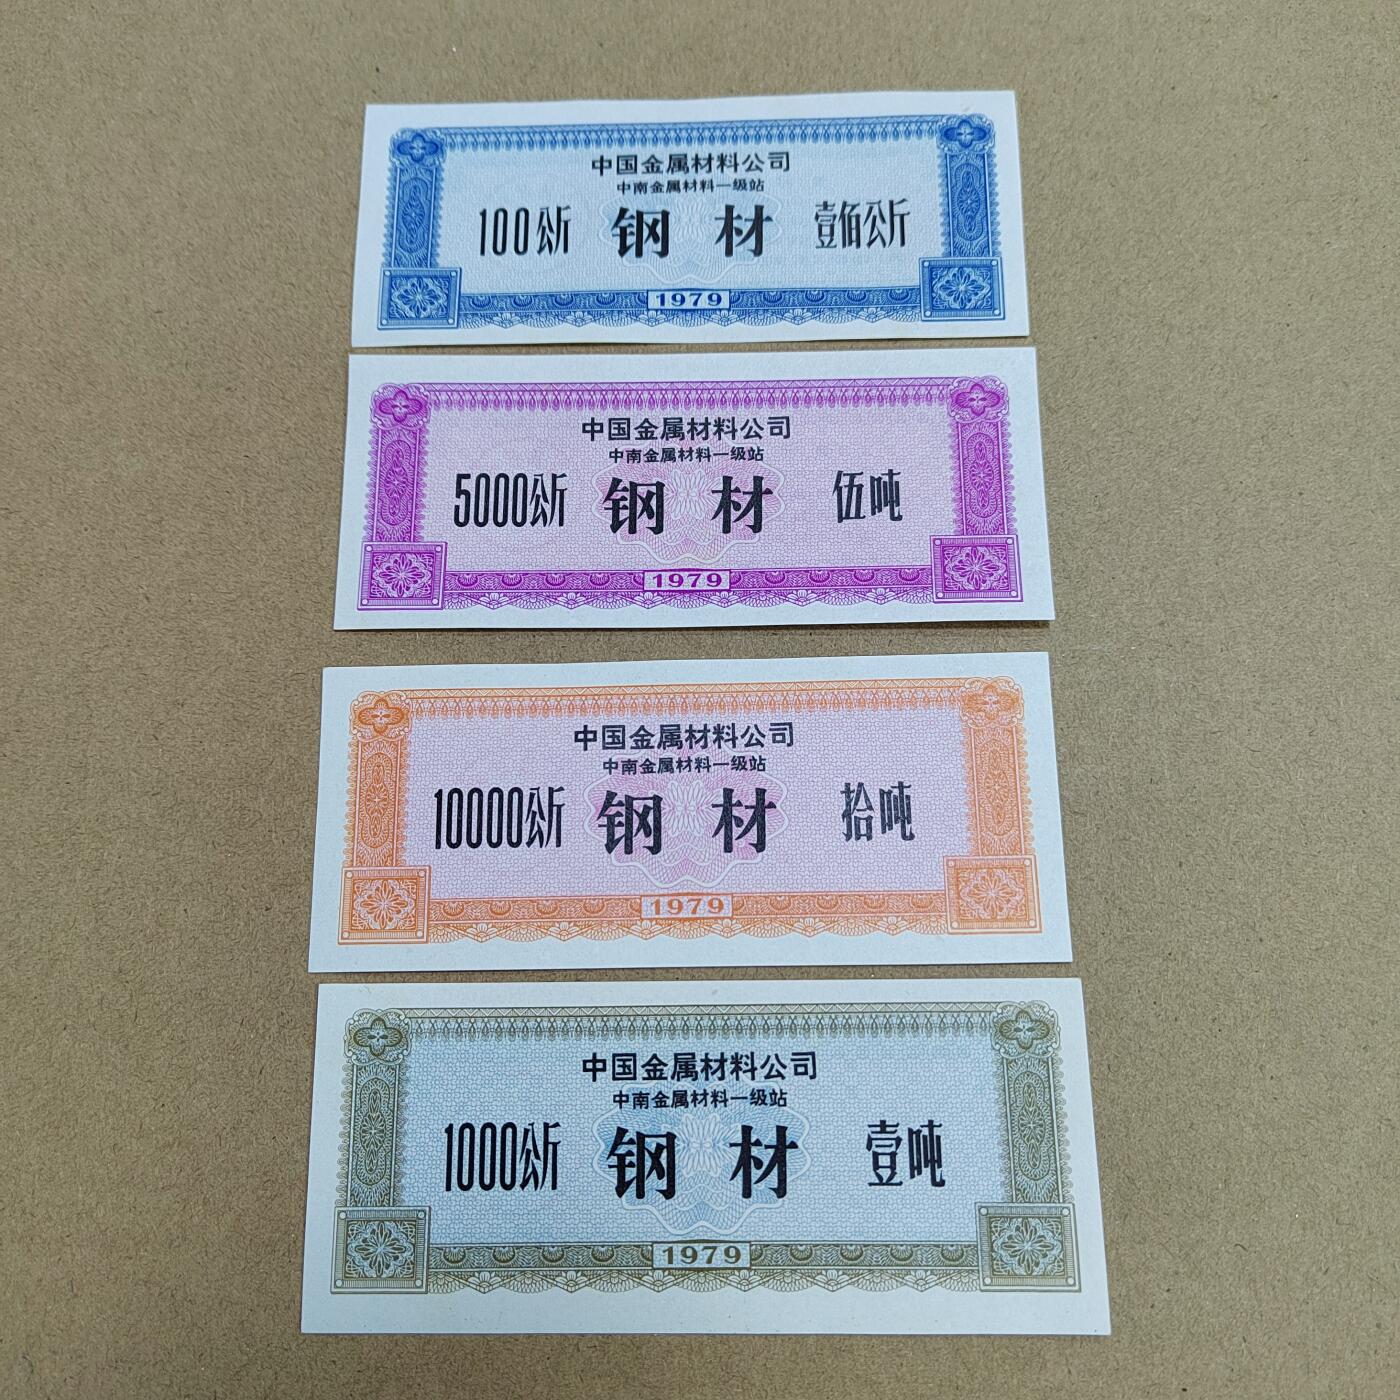 中国金属材料公司
中南金属材料一级站
100公斤 钢材 壹佰公斤
1979
中国金属材料公司
中南金属材料一级站
5000公斤 钢材 伍吨
1979
中国金属材料公司
中南金属材料一级站
10000公斤 钢材 拾吨
1979
中国金属材料公司
中南金属材料一级站
1000公斤 钢材 壹吨
1979